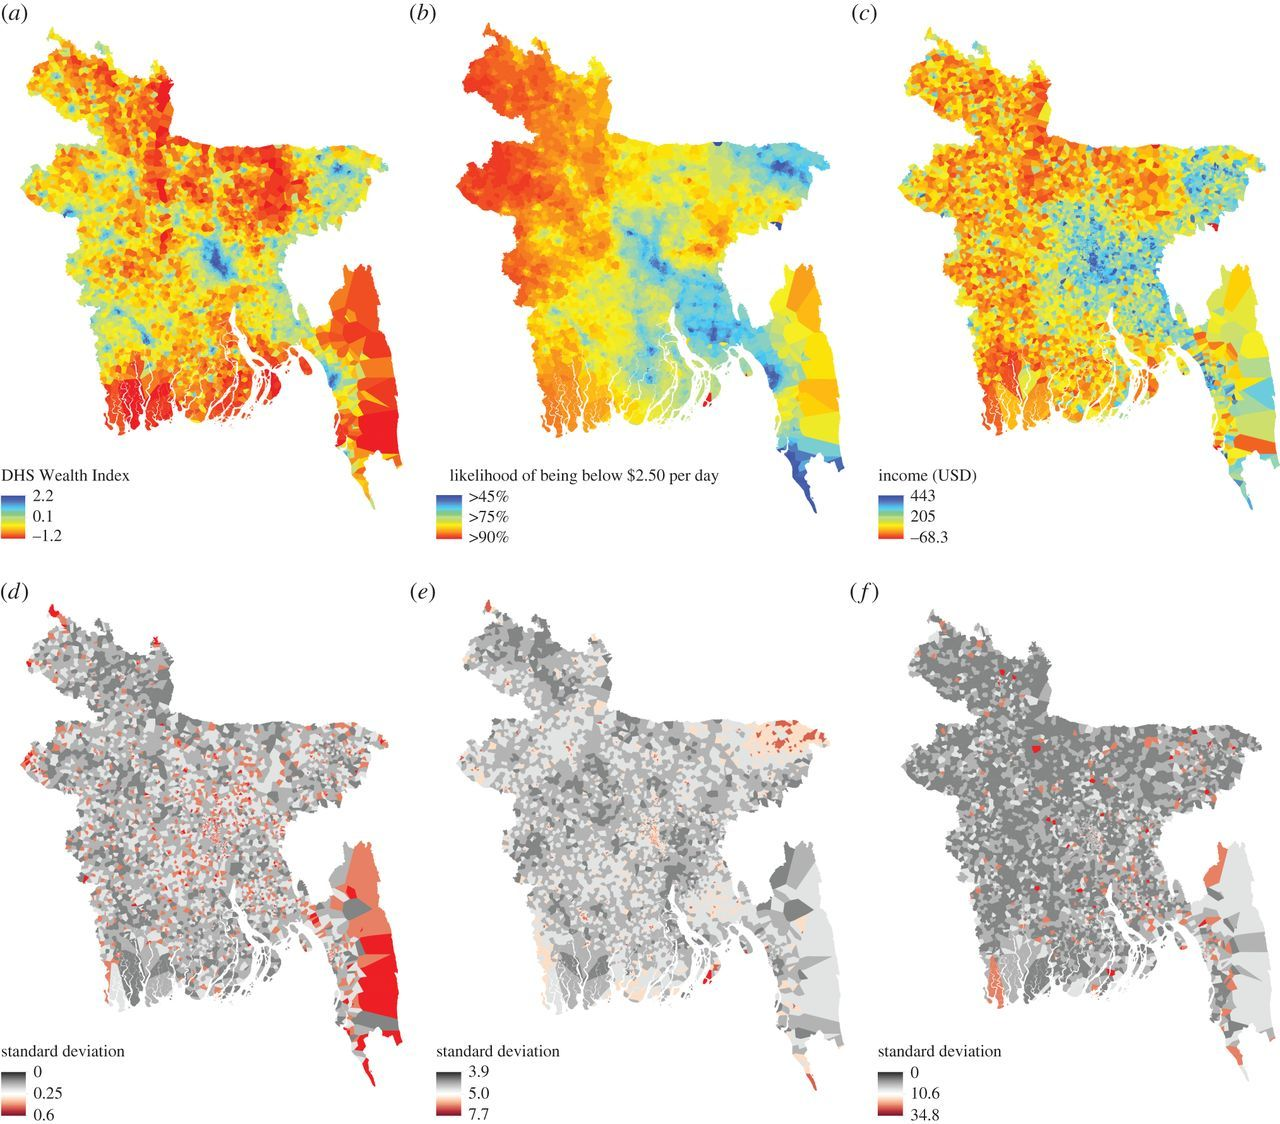 (a)
(b)
(c)
DHS Wealth Index
2.2
0.1
–1.2
likelihood of being below $2.50 per day
>45%
>75%
>90%
income (USD)
443
205
–68.3
(d)
(e)
(f)
standard deviation
0
0.25
0.6
standard deviation
3.9
5.0
7.7
standard deviation
0
10.6
34.8